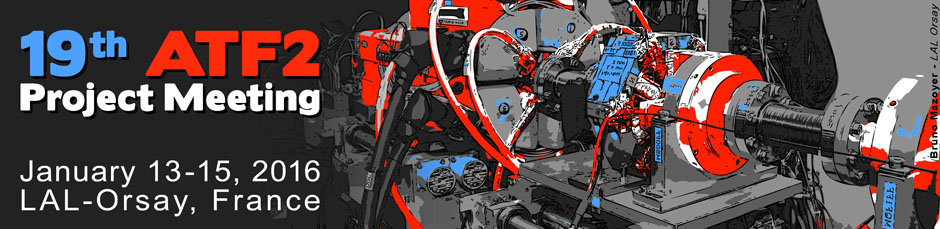 19th ATF2
Project Meeting
January 13-15, 2016
LAL-Orsay, France
Bruno Mazoyer - LAL Orsay